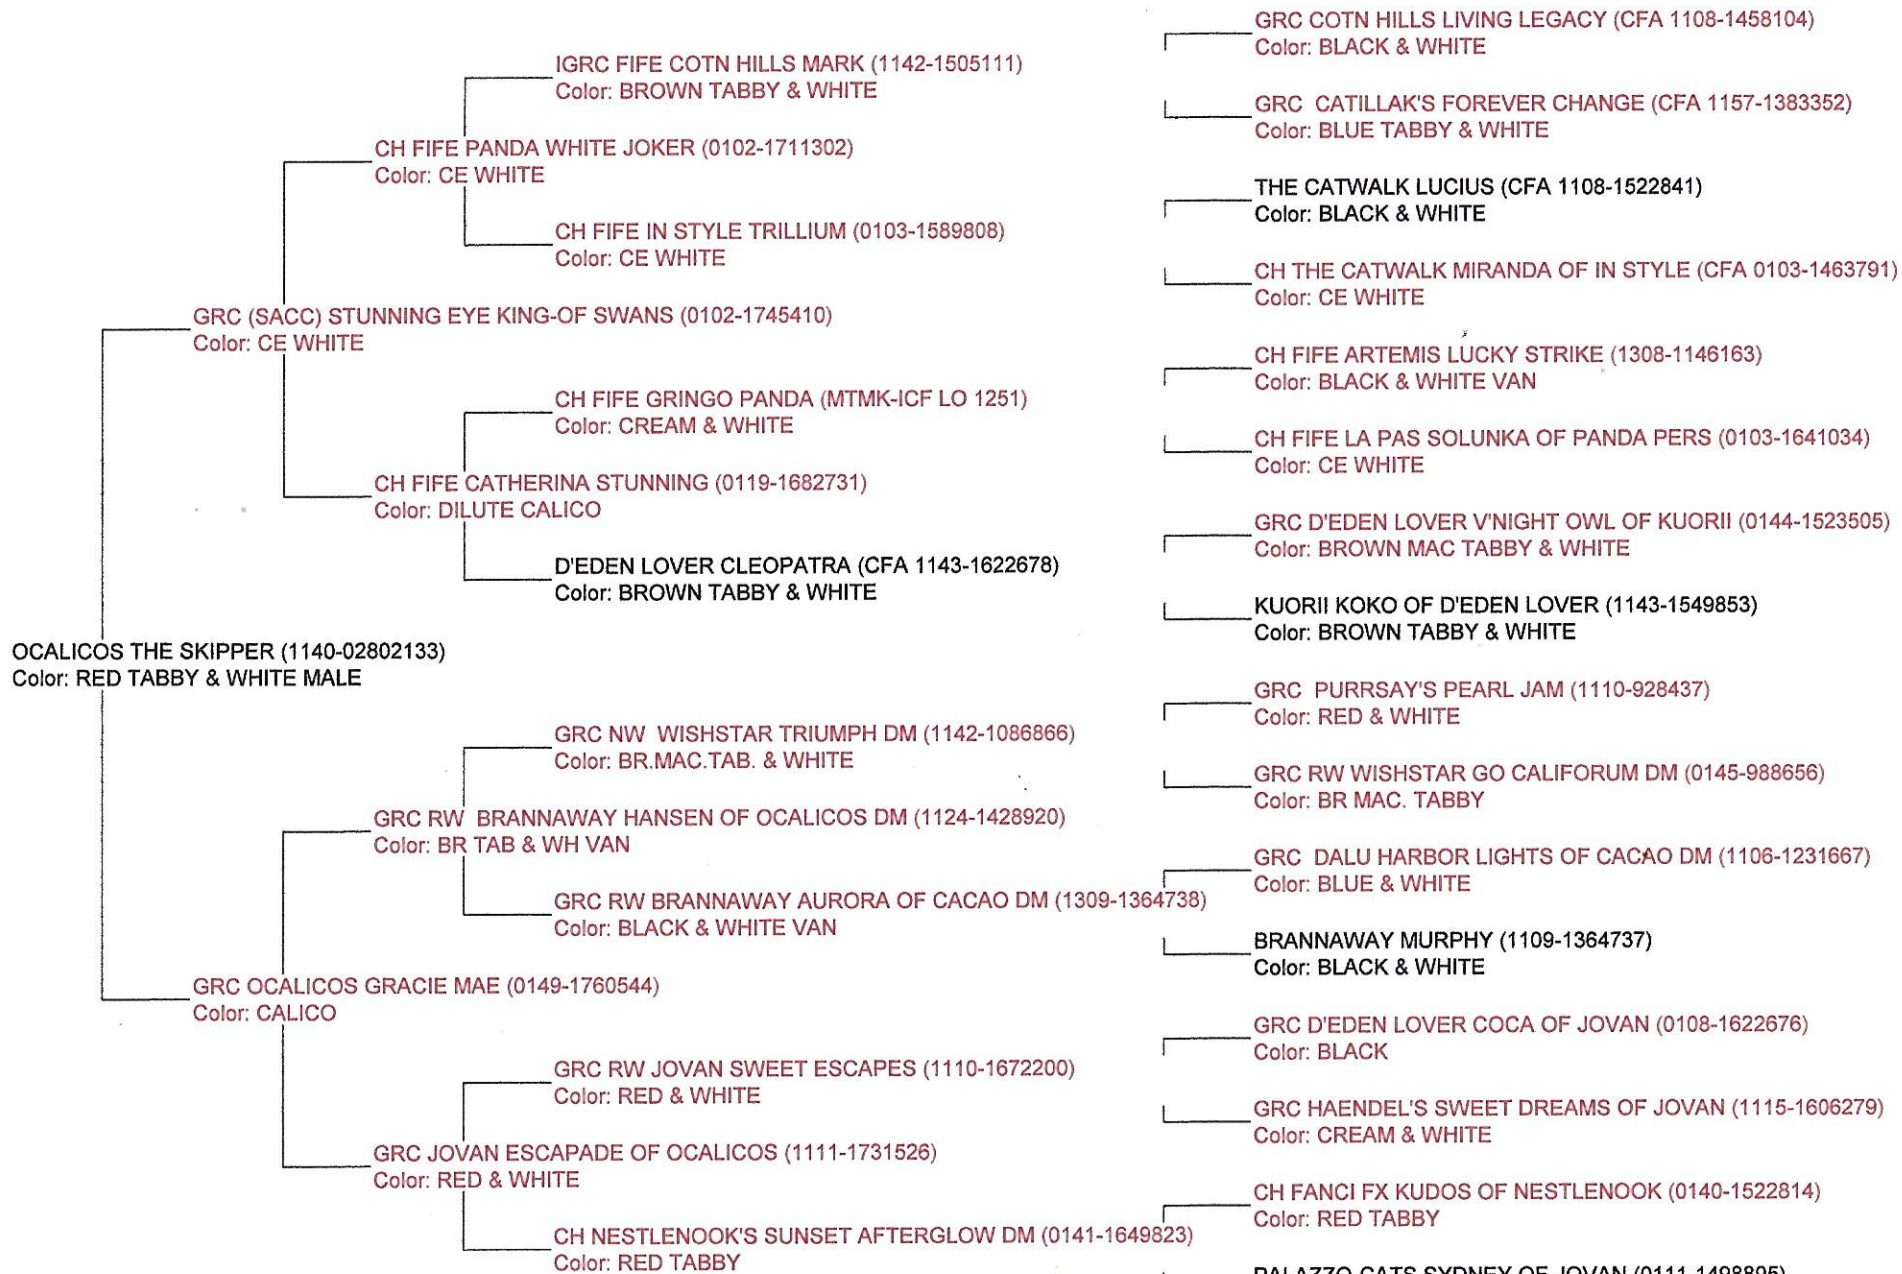 GRC COTN HILLS LIVING LEGACY (CFA 1108-1458104)
Color: BLACK & WHITE
IGRC FIFE COTN HILLS MARK (1142-1505111)
Color: BROWN TABBY & WHITE
GRC CATILLAK'S FOREVER CHANGE (CFA 1157-1383352)
Color: BLUE TABBY & WHITE
CH FIFE PANDA WHITE JOKER (0102-1711302)
Color: CE WHITE
THE CATWALK LUCIUS (CFA 1108-1522841)
Color: BLACK & WHITE
CH FIFE IN STYLE TRILLIUM (0103-1589808)
Color: CE WHITE
CH THE CATWALK MIRANDA OF IN STYLE (CFA 0103-1463791)
Color: CE WHITE
GRC (SACC) STUNNING EYE KING-OF SWANS (0102-1745410)
Color: CE WHITE
CH FIFE ARTEMIS LUCKY STRIKE (1308-1146163)
Color: BLACK & WHITE VAN
CH FIFE GRINGO PANDA (MTMK-ICF LO 1251)
Color: CREAM & WHITE
CH FIFE LA PAS SOLUNKA OF PANDA PERS (0103-1641034)
Color: CE WHITE
CH FIFE CATHERINA STUNNING (0119-1682731)
Color: DILUTE CALICO
GRC D'EDEN LOVER V'NIGHT OWL OF KUORII (0144-1523505)
Color: BROWN MAC TABBY & WHITE
D'EDEN LOVER CLEOPATRA (CFA 1143-1622678)
Color: BROWN TABBY & WHITE
KUORII KOKO OF D'EDEN LOVER (1143-1549853)
Color: BROWN TABBY & WHITE
OCALICOS THE SKIPPER (1140-02802133)
Color: RED TABBY & WHITE MALE
GRC PURRSAY'S PEARL JAM (1110-928437)
Color: RED & WHITE
GRC NW WISHSTAR TRIUMPH DM (1142-1086866)
Color: BR.MAC.TAB. & WHITE
GRC RW WISHSTAR GO CALIFORUM DM (0145-988656)
Color: BR MAC. TABBY
GRC RW BRANNAWAY HANSEN OF OCALICOS DM (1124-1428920)
Color: BR TAB & WH VAN
GRC DALU HARBOR LIGHTS OF CACAO DM (1106-1231667)
Color: BLUE & WHITE
GRC RW BRANNAWAY AURORA OF CACAO DM (1309-1364738)
Color: BLACK & WHITE VAN
BRANNAWAY MURPHY (1109-1364737)
Color: BLACK & WHITE
GRC OCALICOS GRACIE MAE (0149-1760544)
Color: CALICO
GRC D'EDEN LOVER COCA OF JOVAN (0108-1622676)
Color: BLACK
GRC RW JOVAN SWEET ESCAPES (1110-1672200)
Color: RED & WHITE
GRC HAENDEL'S SWEET DREAMS OF JOVAN (1115-1606279)
Color: CREAM & WHITE
GRC JOVAN ESCAPADE OF OCALICOS (1111-1731526)
Color: RED & WHITE
CH FANCI FX KUDOS OF NESTLENOOK (0140-1522814)
Color: RED TABBY
CH NESTLENOOK'S SUNSET AFTERGLOW DM (0141-1649823)
Color: RED TABBY
PALAZZO CATS SYDNEY OF JOVAN (0111-1498895)